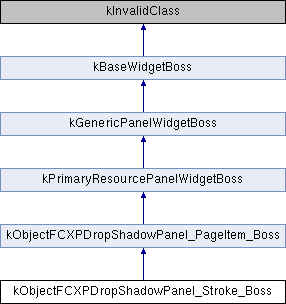 kInvalidClass
kBaseWidgetBoss
kGenericPanelWidgetBoss
kPrimaryResourcePanelWidgetBoss
kObjectFCXPDropShadowPanel_PageItem_Boss
kObjectFCXPDropShadowPanel_Stroke_Boss